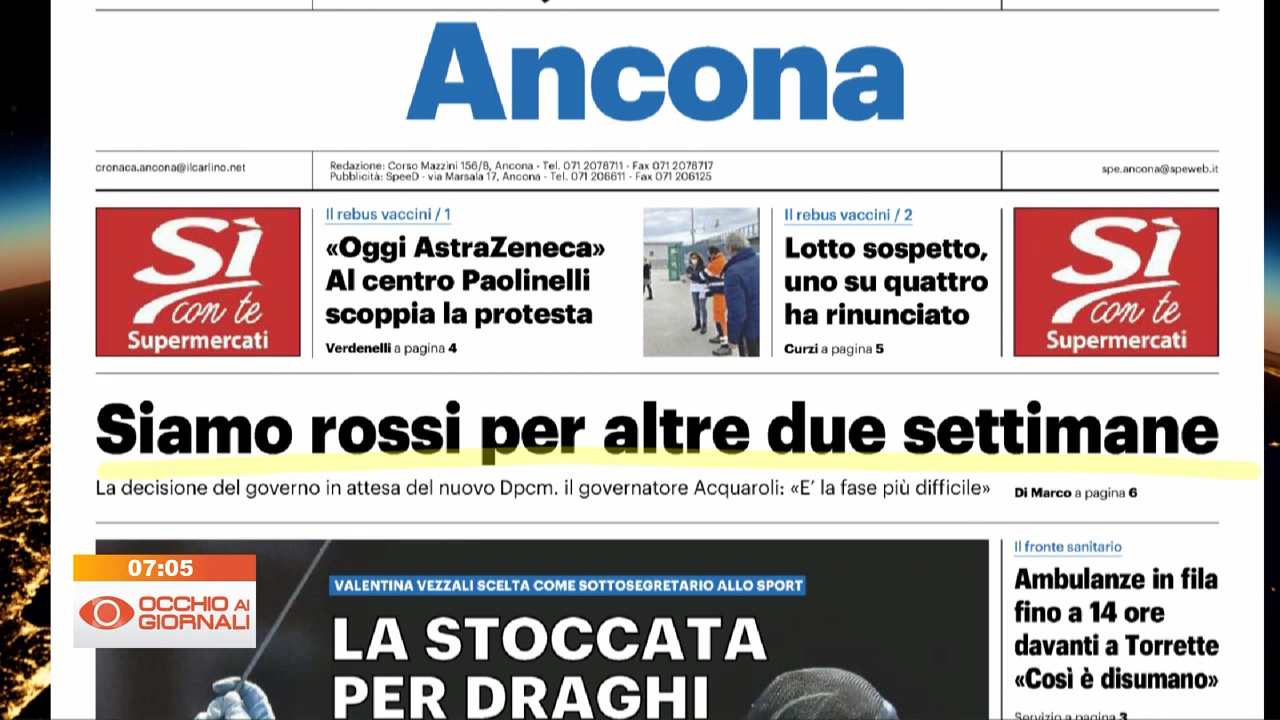 Ancona
cronaca.ancona@ilcarlino.net
Redazione: Corso Mazzini 156/B, Ancona - Tel. 071 2078711 - Fax 071 2078717
Pubblicità: SpeeD - via Marsala 17, Ancona - Tel. 071 206611 - Fax 071 206125
spe.ancona@speweb.it
Sì
con te
Supermercati
Il rebus vaccini / 1
«Oggi AstraZeneca»
Al centro Paolinelli
scoppia la protesta
Verdenelli a pagina 4
Il rebus vaccini / 2
Lotto sospetto,
uno su quattro
ha rinunciato
Curzi a pagina 5
Sì
con te
Supermercati
Siamo rossi per altre due settimane
La decisione del governo in attesa del nuovo Dpcm. il governatore Acquaroli: «E' la fase più difficile»
Di Marco a pagina 6
VALENTINA VEZZALI SCELTA COME SOTTOSEGRETARIO ALLO SPORT
LA STOCCATA
PER DRAGHI
Il fronte sanitario
Ambulanze in fila
fino a 14 ore
davanti a Torrette
«Così è disumano»
Servizio a pagina 3
07:05
OCCHIO AI
GIORNALI